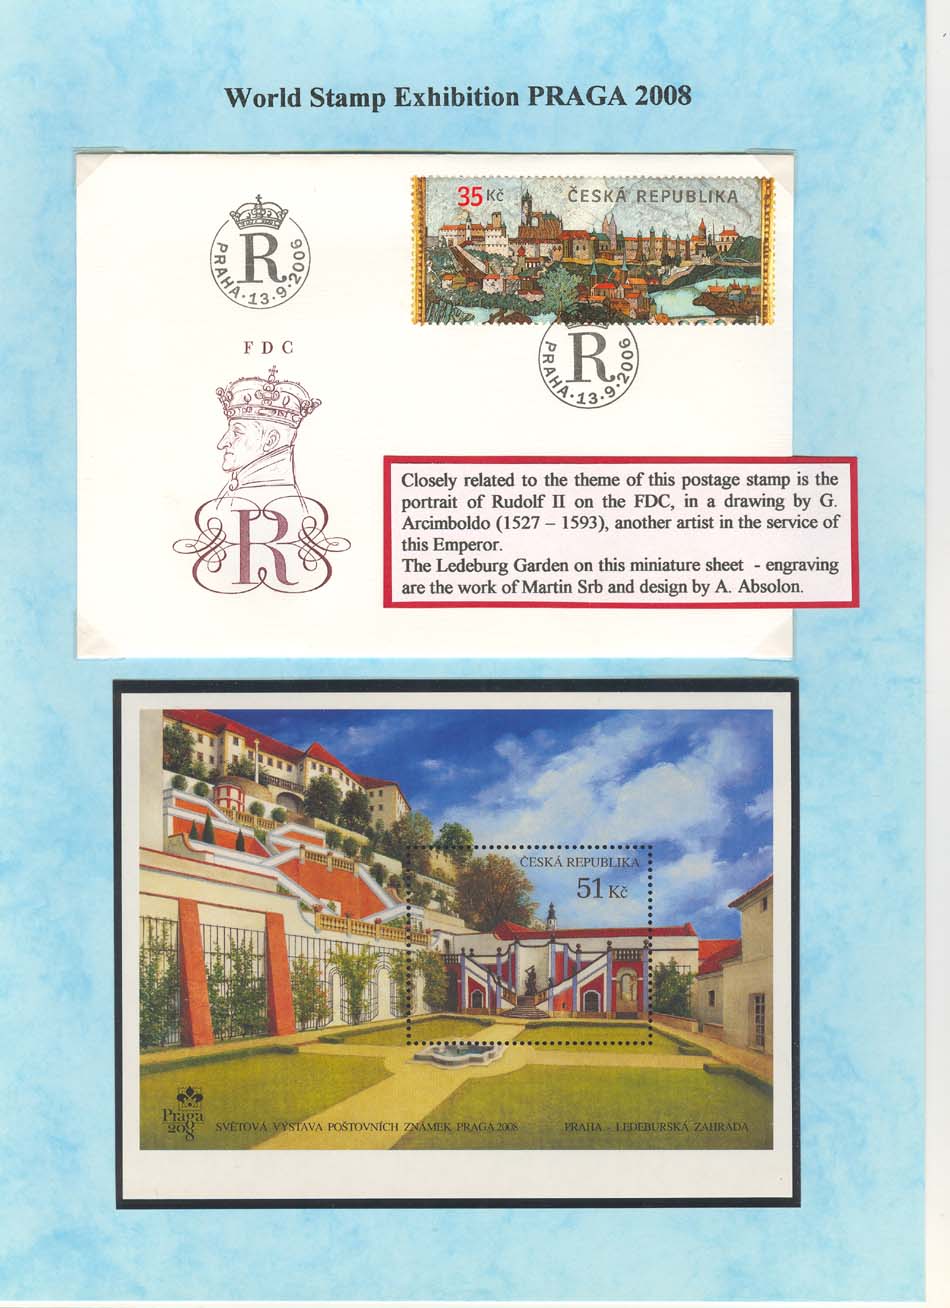 World Stamp Exhibition PRAGA 2008
35 Kč ČESKÁ REPUBLIKA
R
PRAHA · 13.9.2006
FDC
R
PRAHA · 13.9.2006
R
Closely related to the theme of this postage stamp is the
portrait of Rudolf II on the FDC, in a drawing by G.
Arcimboldo (1527 – 1593), another artist in the service of
this Emperor.
The Ledeburg Garden on this miniature sheet - engraving
are the work of Martin Srb and design by A. Absolon.
ČESKÁ REPUBLIKA
51 Kč
Praga
2008
SVĚTOVÁ VÝSTAVA POŠTOVNÍCH ZNÁMEK PRAGA 2008
PRAHA - LEDEBURSKÁ ZAHRADA